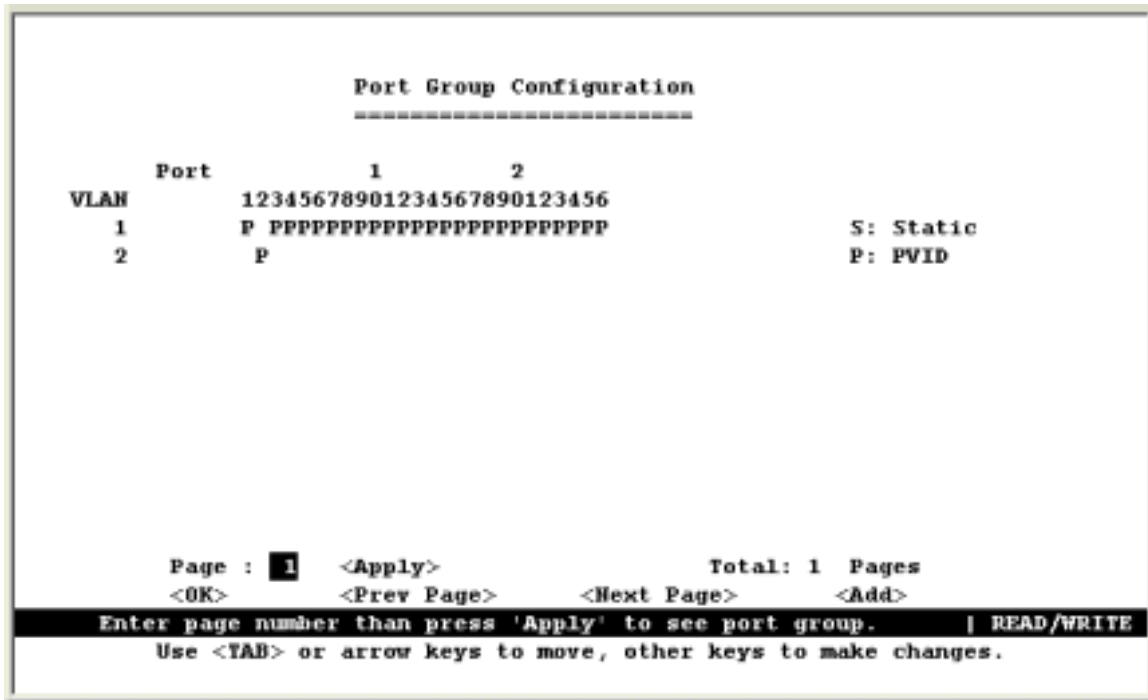 Port Group Configuration
========================
Port 1 2
VLAN 12345678901234567890123456
1 P PPPPPPPPPPPPPPPPPPPPPPPP S: Static
2 P P: PVID
Page : 1 <Apply> Total: 1 Pages
<OK> <Prev Page> <Next Page> <Add>
Enter page number than press 'Apply' to see port group. | READ/WRITE
Use <TAB> or arrow keys to move, other keys to make changes.